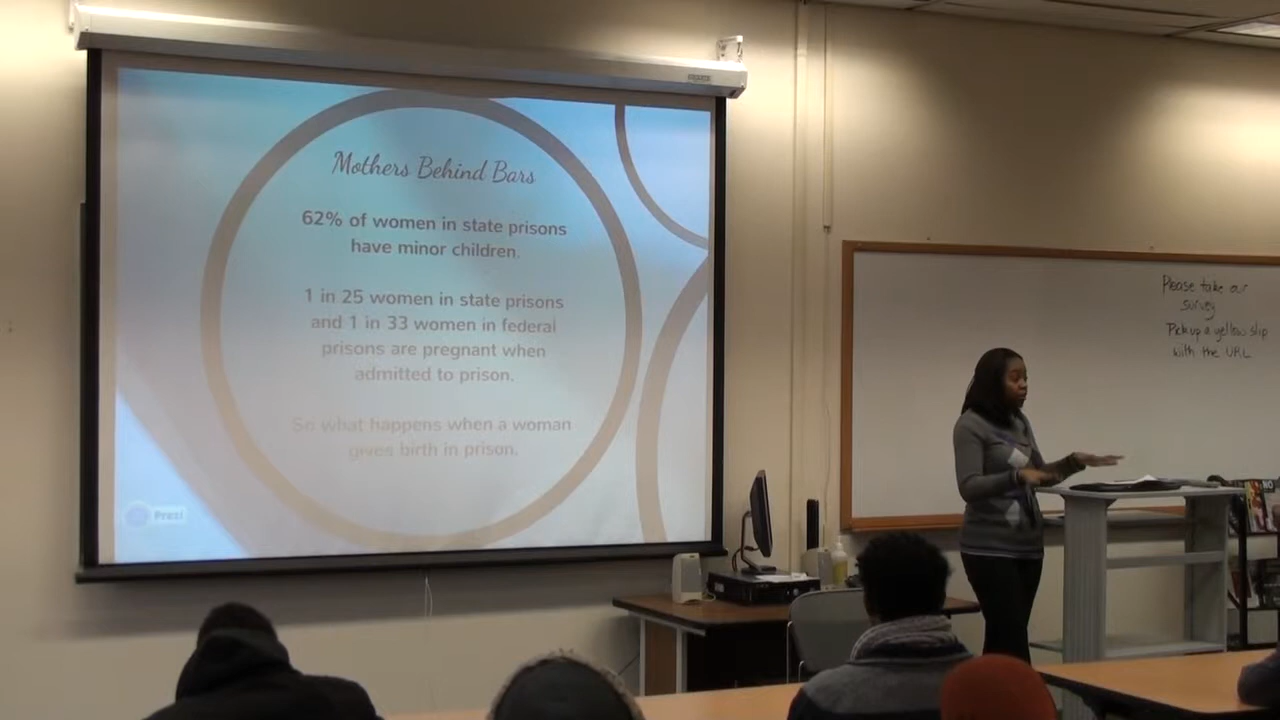 Mothers Behind Bars
62% of women in state prisons
have minor children.
1 in 25 women in state prisons
and 1 in 33 women in federal
prisons are pregnant when
admitted to prison.
So what happens when a woman
gives birth in prison.
Prezi
Please take our
survey
Pick up a yellow slip
with the URL
NO